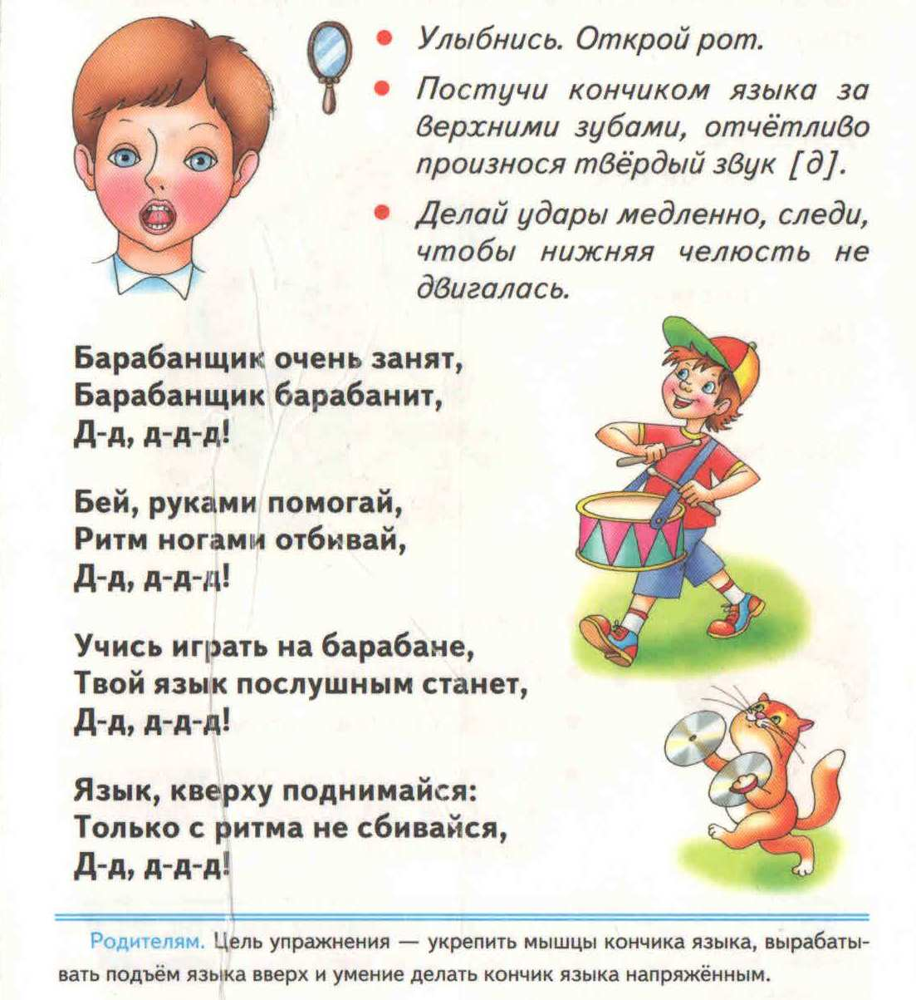 Улыбнись. Открой рот.
Постучи кончиком языка за
верхними зубами, отчётливо
произнося твёрдый звук [д].
Делай удары медленно, следи,
чтобы нижняя челюсть не
двигалась.
Барабанщик очень занят,
Барабанщик барабанит,
Д-д, д-д-д!
Бей, руками помогай,
Ритм ногами отбивай,
Д-д, д-д-д!
Учись играть на барабане,
Твой язык послушным станет,
Д-д, д-д-д!
Язык, кверху поднимайся:
Только с ритма не сбивайся,
Д-д, д-д-д!
Родителям. Цель упражнения — укрепить мышцы кончика языка, вырабаты-
вать подъём языка вверх и умение делать кончик языка напряжённым.